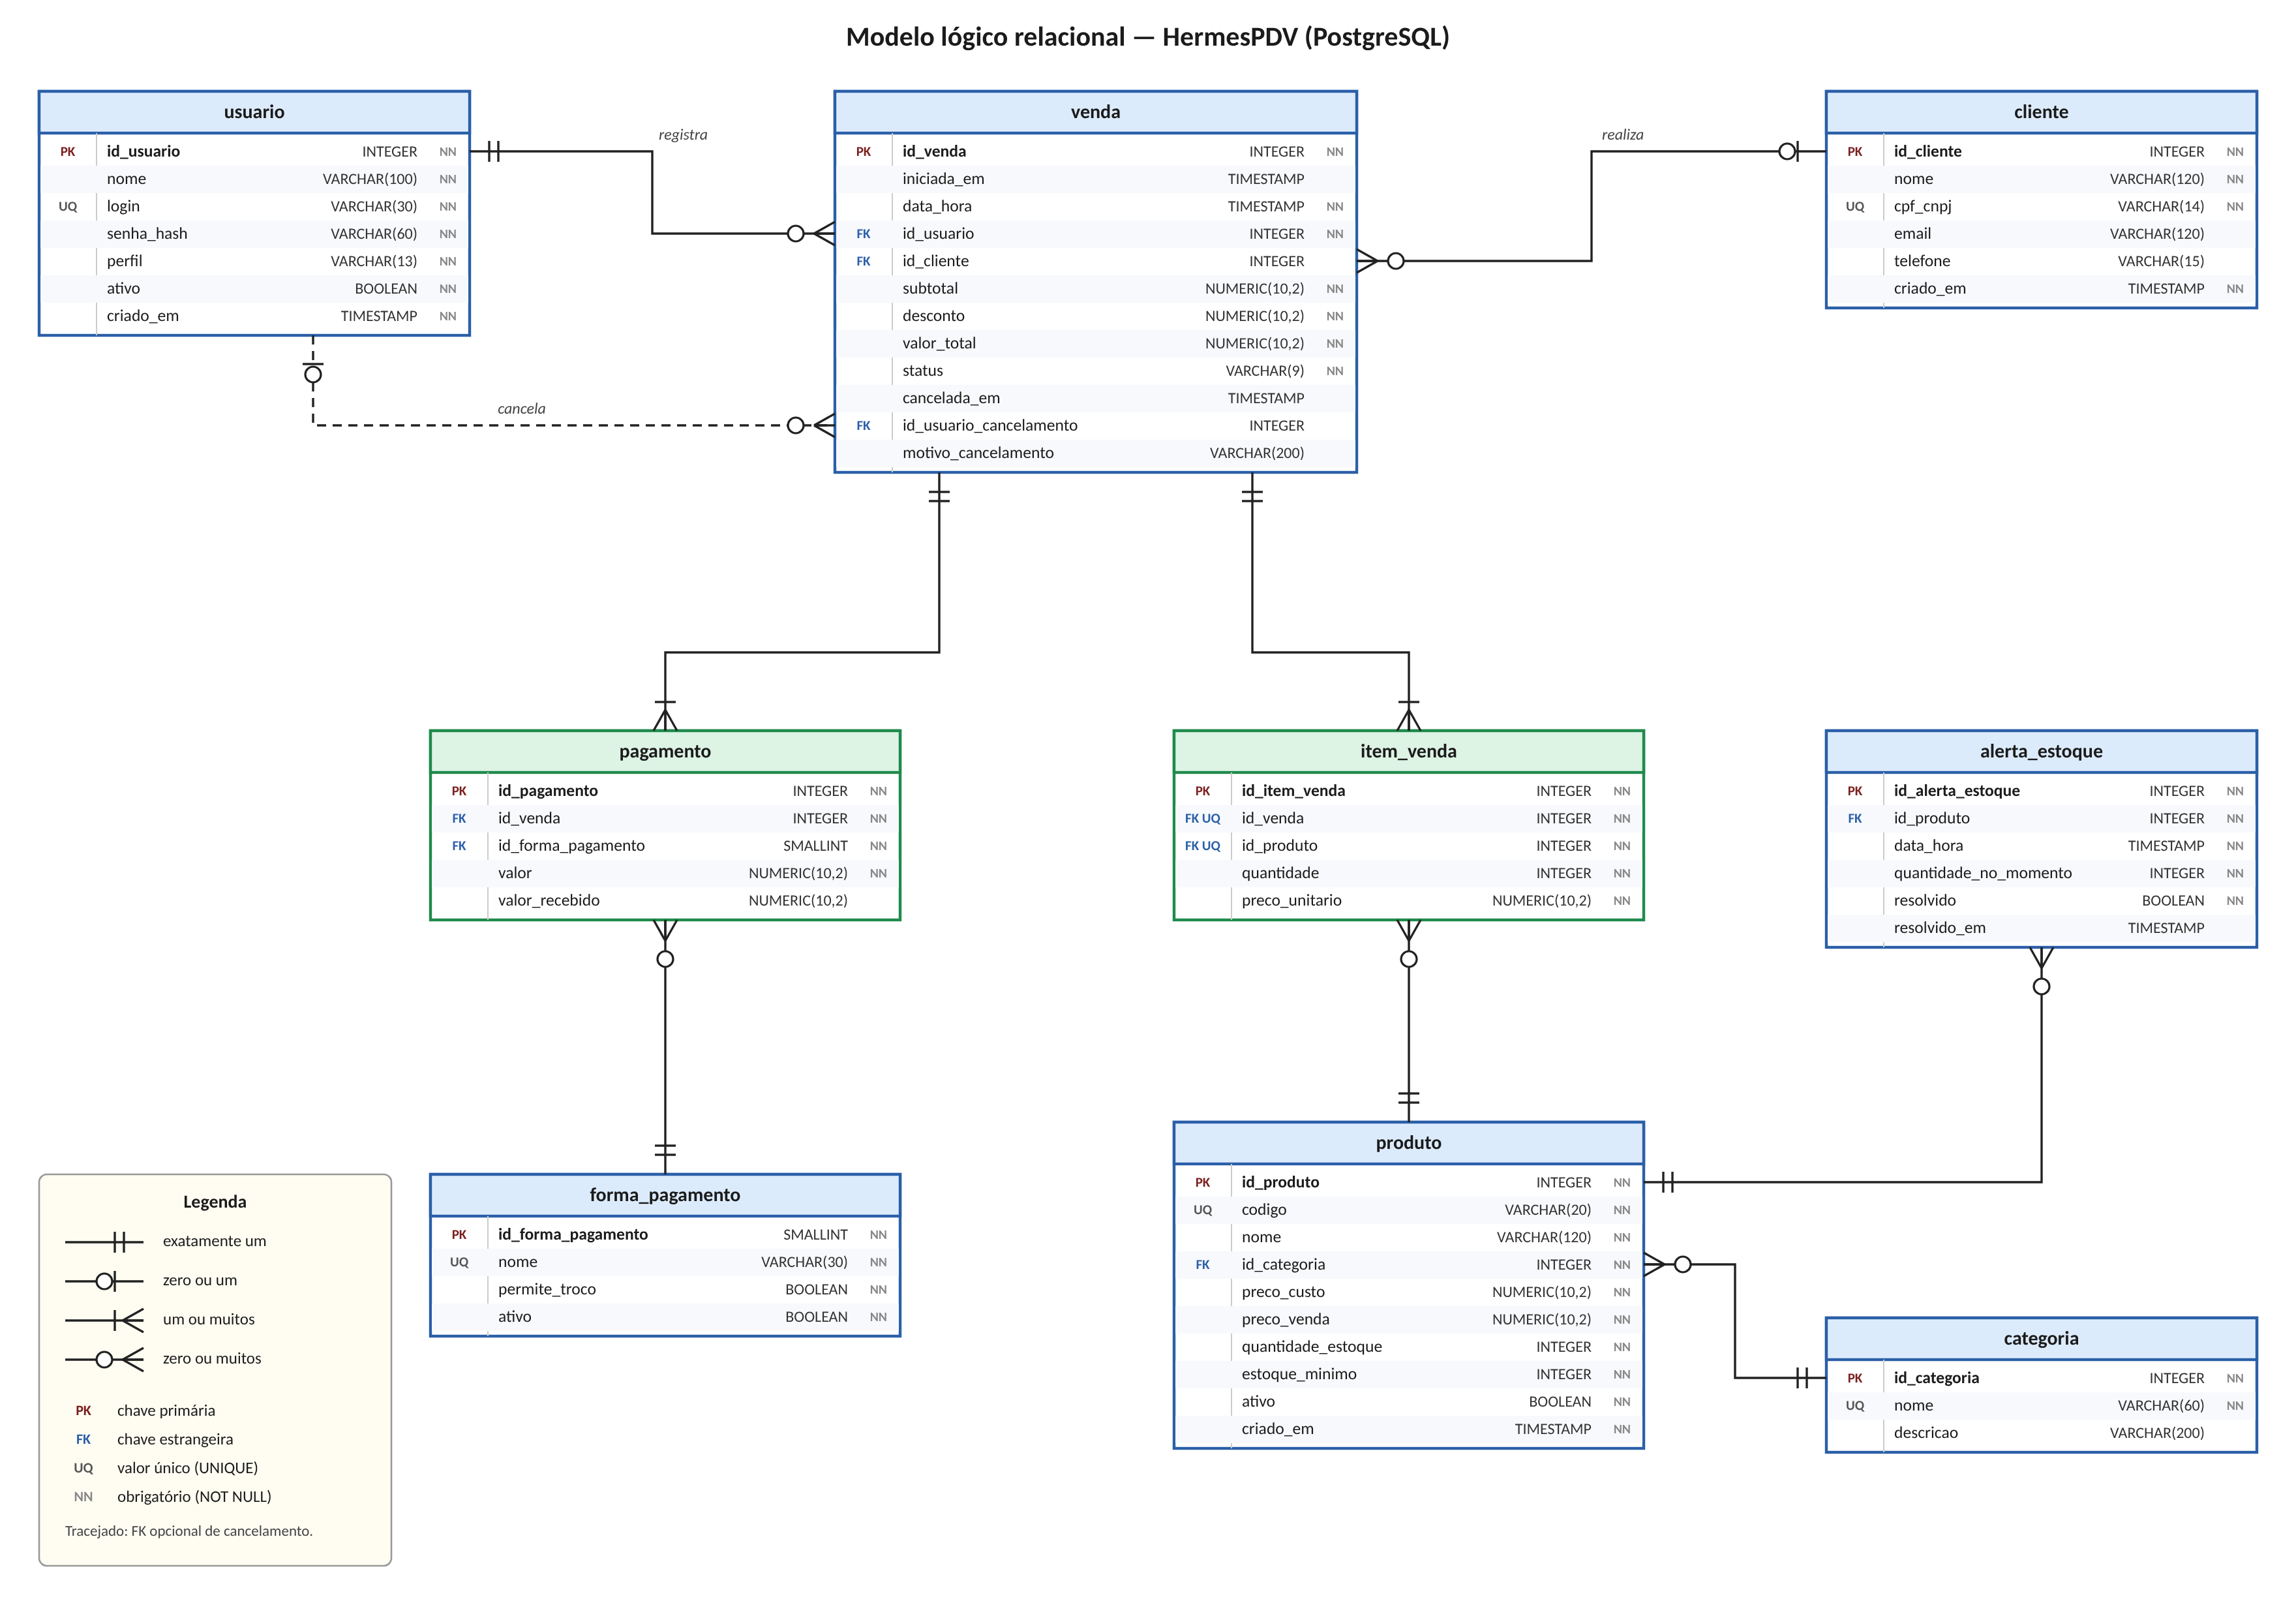 Modelo lógico relacional — HermesPDV (PostgreSQL)
usuario
PK id_usuario INTEGER NN
nome VARCHAR(100) NN
UQ login VARCHAR(30) NN
senha_hash VARCHAR(60) NN
perfil VARCHAR(13) NN
ativo BOOLEAN NN
criado_em TIMESTAMP NN
registra
cancela
venda
PK id_venda INTEGER NN
iniciada_em TIMESTAMP
data_hora TIMESTAMP NN
FK id_usuario INTEGER NN
FK id_cliente INTEGER
subtotal NUMERIC(10,2) NN
desconto NUMERIC(10,2) NN
valor_total NUMERIC(10,2) NN
status VARCHAR(9) NN
cancelada_em TIMESTAMP
FK id_usuario_cancelamento INTEGER
motivo_cancelamento VARCHAR(200)
realiza
cliente
PK id_cliente INTEGER NN
nome VARCHAR(120) NN
UQ cpf_cnpj VARCHAR(14) NN
email VARCHAR(120)
telefone VARCHAR(15)
criado_em TIMESTAMP NN
pagamento
PK id_pagamento INTEGER NN
FK id_venda INTEGER NN
FK id_forma_pagamento SMALLINT NN
valor NUMERIC(10,2) NN
valor_recebido NUMERIC(10,2)
item_venda
PK id_item_venda INTEGER NN
FK UQ id_venda INTEGER NN
FK UQ id_produto INTEGER NN
quantidade INTEGER NN
preco_unitario NUMERIC(10,2) NN
alerta_estoque
PK id_alerta_estoque INTEGER NN
FK id_produto INTEGER NN
data_hora TIMESTAMP NN
quantidade_no_momento INTEGER NN
resolvido BOOLEAN NN
resolvido_em TIMESTAMP
Legenda
exatamente um
zero ou um
um ou muitos
zero ou muitos
PK chave primária
FK chave estrangeira
UQ valor único (UNIQUE)
NN obrigatório (NOT NULL)
Tracejado: FK opcional de cancelamento.
forma_pagamento
PK id_forma_pagamento SMALLINT NN
UQ nome VARCHAR(30) NN
permite_troco BOOLEAN NN
ativo BOOLEAN NN
produto
PK id_produto INTEGER NN
UQ codigo VARCHAR(20) NN
nome VARCHAR(120) NN
FK id_categoria INTEGER NN
preco_custo NUMERIC(10,2) NN
preco_venda NUMERIC(10,2) NN
quantidade_estoque INTEGER NN
estoque_minimo INTEGER NN
ativo BOOLEAN NN
criado_em TIMESTAMP NN
categoria
PK id_categoria INTEGER NN
UQ nome VARCHAR(60) NN
descricao VARCHAR(200)